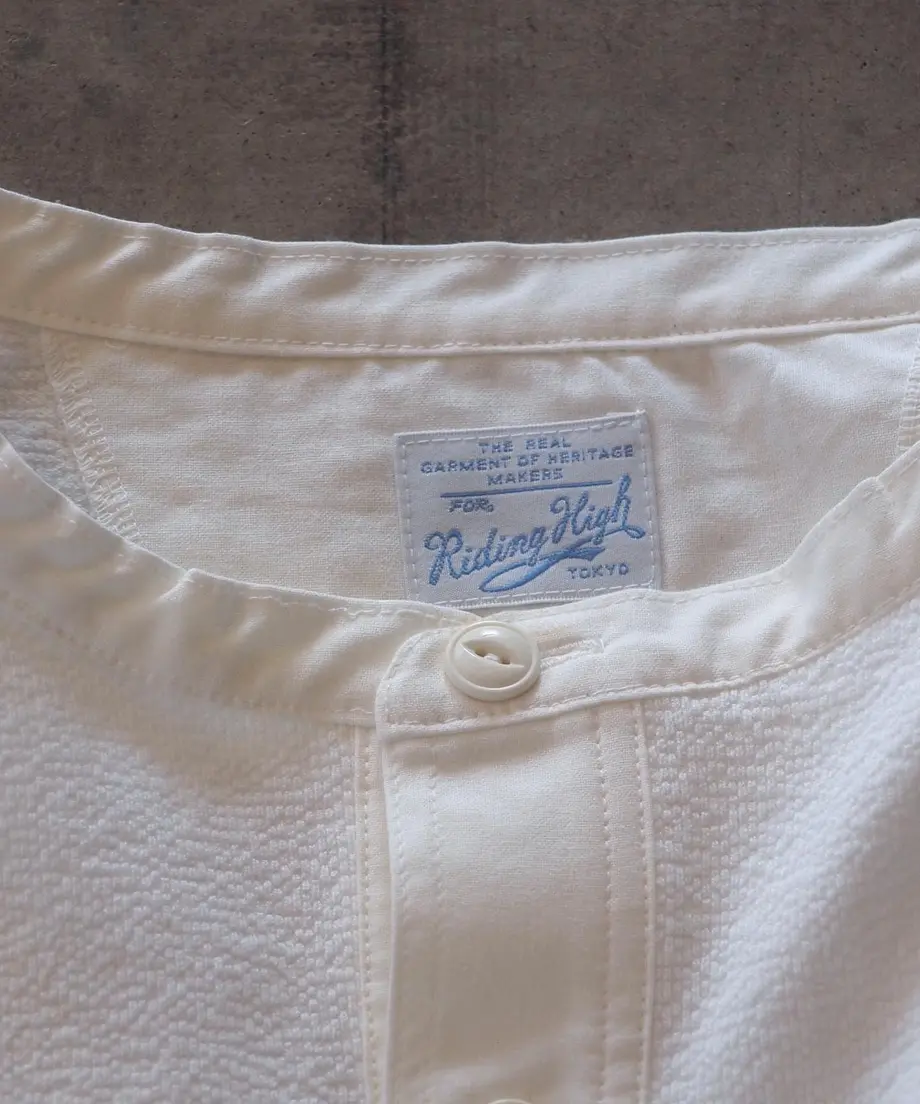 THE REAL
GARMENT OF HERITAGE
MAKERS
FOR.
Riding High
TOKYO